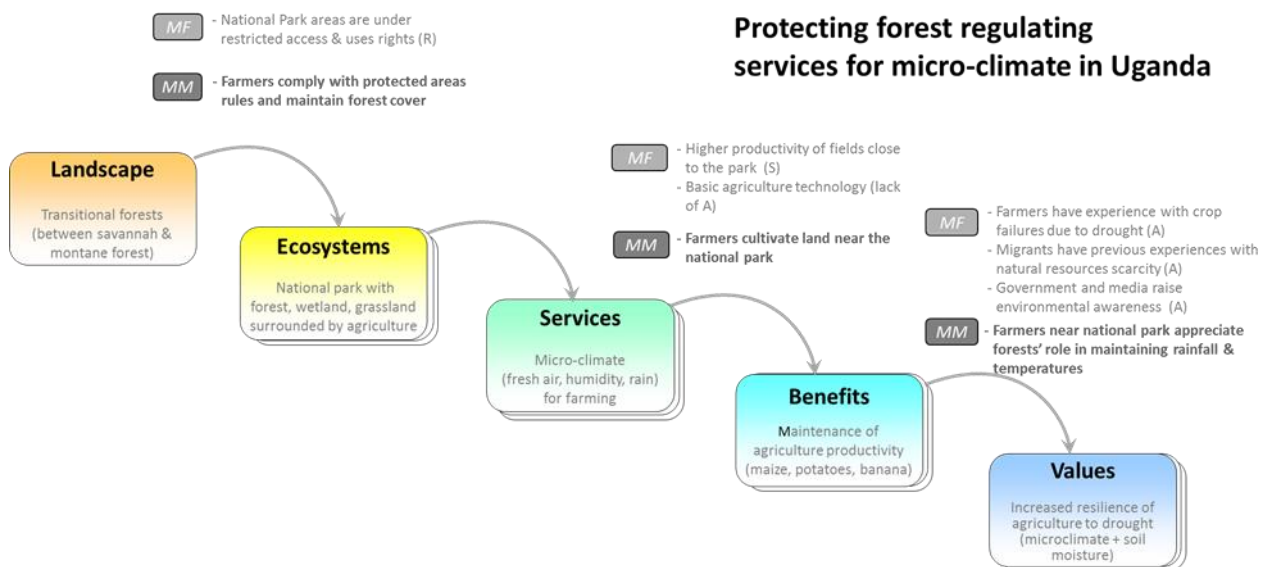 Protecting forest regulating
services for micro-climate in Uganda
MF
- National Park areas are under
restricted access & uses rights (R)
MM
- Farmers comply with protected areas
rules and maintain forest cover
Landscape
Transitional forests
(between savannah &
montane forest)
Ecosystems
National park with
forest, wetland, grassland
surrounded by agriculture
MF
- Higher productivity of fields close
to the park (S)
- Basic agriculture technology (lack
of A)
MM
- Farmers cultivate land near the
national park
Services
Micro-climate
(fresh air, humidity, rain)
for farming
MF
- Farmers have experience with crop
failures due to drought (A)
- Migrants have previous experiences with
natural resources scarcity (A)
- Government and media raise
environmental awareness (A)
MM
- Farmers near national park appreciate
forests' role in maintaining rainfall &
temperatures
Benefits
Maintenance of
agriculture productivity
(maize, potatoes, banana)
Values
Increased resilience of
agriculture to drought
(microclimate + soil
moisture)